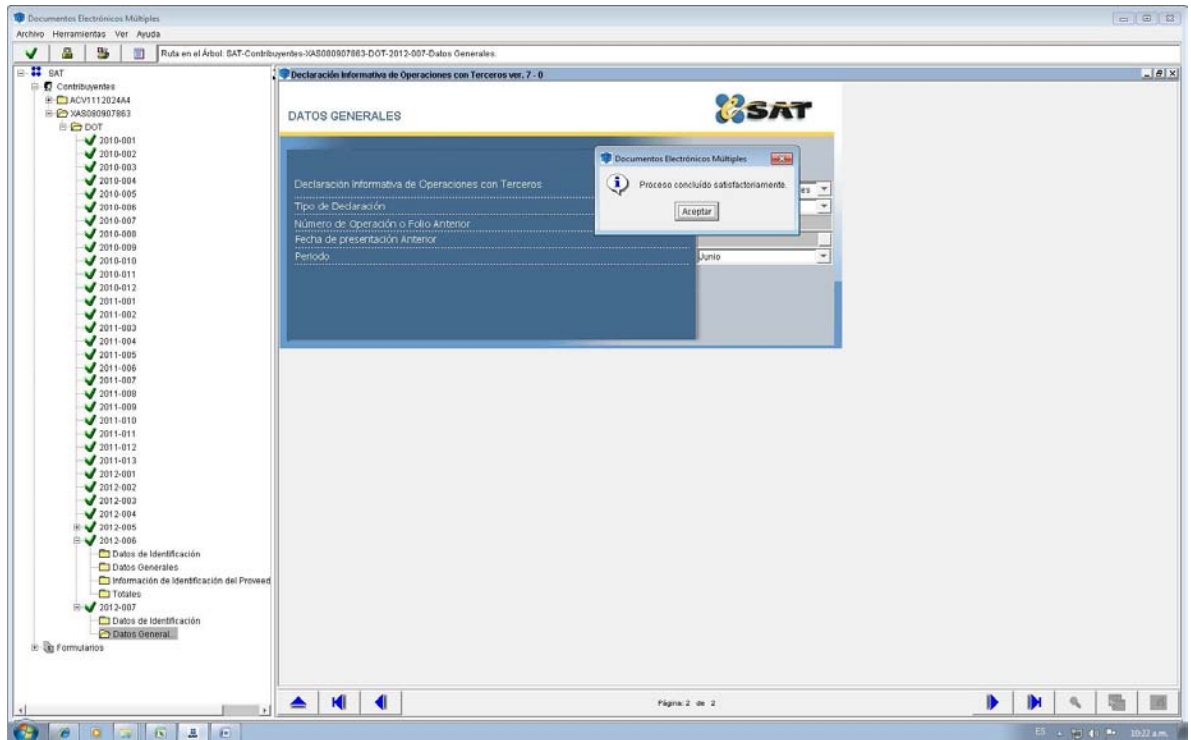 Documentos Electrónicos Múltiples
Archivo Herramientas Ver Ayuda
Ruta en el Árbol: SAT-Contribuyentes-XAS080907863-DOT-2012-007-Datos Generales.
SAT
Contribuyentes
ACV1112024A4
XAS080907863
DOT
2010-001
2010-002
2010-003
2010-004
2010-005
2010-006
2010-007
2010-008
2010-009
2010-010
2010-011
2010-012
2011-001
2011-002
2011-003
2011-004
2011-005
2011-006
2011-007
2011-008
2011-009
2011-010
2011-011
2011-012
2011-013
2012-001
2012-002
2012-003
2012-004
2012-005
2012-006
Datos de Identificación
Datos Generales
Información de Identificación del Proveed
Totales
2012-007
Datos de Identificación
Datos General...
Formularios
Declaración Informativa de Operaciones con Terceros ver. 7 - 0
DATOS GENERALES
SAT
Declaración Informativa de Operaciones con Terceros
es
Tipo de Declaración
Número de Operación o Folio Anterior
Fecha de presentación Anterior
Periodo
Junio
Documentos Electrónicos Múltiples
Proceso concluído satisfactoriamente.
Aceptar
Página: 2 de 2
ES
10:22 a.m.